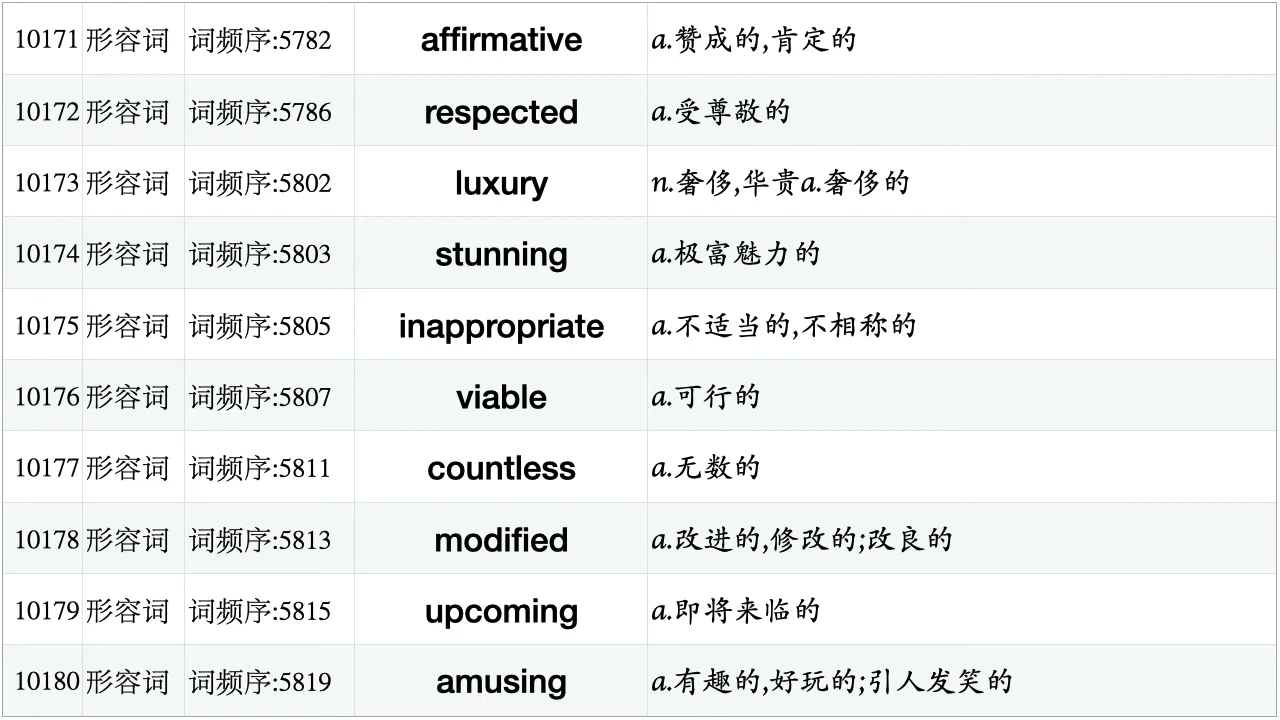 10171 形容词 词频序:5782 affirmative a.赞成的,肯定的
10172 形容词 词频序:5786 respected a.受尊敬的
10173 形容词 词频序:5802 luxury n.奢侈,华贵a.奢侈的
10174 形容词 词频序:5803 stunning a.极富魅力的
10175 形容词 词频序:5805 inappropriate a.不适当的,不相称的
10176 形容词 词频序:5807 viable a.可行的
10177 形容词 词频序:5811 countless a.无数的
10178 形容词 词频序:5813 modified a.改进的,修改的;改良的
10179 形容词 词频序:5815 upcoming a.即将来临的
10180 形容词 词频序:5819 amusing a.有趣的,好玩的;引人发笑的